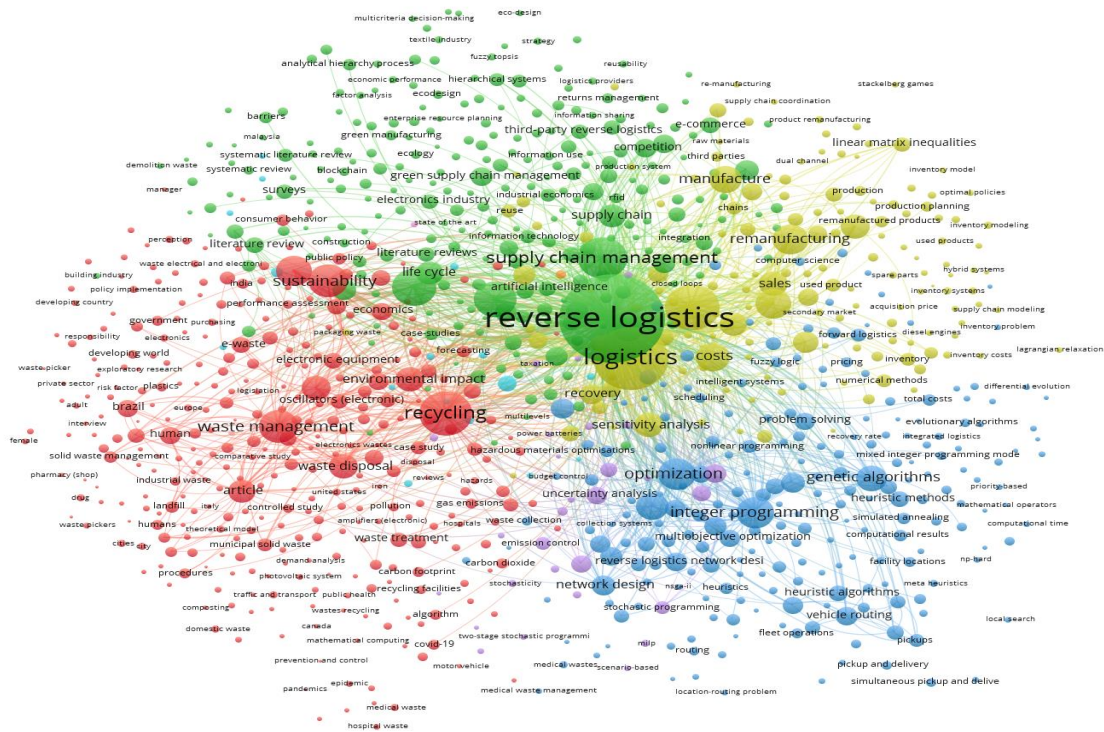 eco-design
multicriteria decision-making
textile industry
strategy
fuzzy topsis
analytical hierarchy process
reusability
economic performance
hierarchical systems
logistics providers
re-manufacturing
stackelberg games
factor analysis
ecodesign
returns management
supply chain coordination
barriers
enterprise resource planning
information sharing
product remanufacturing
green manufacturing
third-party reverse logistics
e-commerce
malaysia
competition
raw materials
linear matrix inequalities
systematic literature review
ecology
information use
third parties
demolition waste
systematic review
blockchain
production system
dual channel
inventory model
manager
surveys
green supply chain management
manufacture
production
optimal policies
electronics industry
industrial economics
rfid
chains
production planning
consumer behavior
reuse
supply chain
remanufactured products
inventory modeling
state of the art
perception
literature review
construction
information technology
integration
remanufacturing
used products
public policy
literature reviews
supply chain management
computer science
waste electrical and electroni
building industry
india
sustainability
life cycle
artificial intelligence
closed loops
sales
used product
spare parts
hybrid systems
policy implementation
inventory systems
developing country
performance assessment
economics
acquisition price
supply chain modeling
responsibility
government
purchasing
packaging waste
reverse logistics
secondary market
diesel engines
inventory problem
electronics
case-studies
forward logistics
developing world
e-waste
forecasting
logistics
costs
fuzzy logic
pricing
inventory
inventory costs
lagrangian relaxation
waste picker
exploratory research
electronic equipment
taxation
private sector
risk factor
plastics
legislation
environmental impact
intelligent systems
numerical methods
differential evolution
adult
brazil
europe
oscillators (electronic)
recovery
scheduling
total costs
interview
recycling
multilevels
sensitivity analysis
problem solving
evolutionary algorithms
female
human
waste management
power batteries
recovery rate
integrated logistics
solid waste management
comparative study
electronics wastes
case study
hazardous materials
optimisations
nonlinear programming
mixed integer programming mode
pharmacy (shop)
industrial waste
waste disposal
disposal
reviews
budget control
optimization
genetic algorithms
priority-based
drug
article
united states
iron
hazards
uncertainty analysis
heuristic methods
mathematical operators
landfill
italy
controlled study
pollution
gas emissions
collection systems
integer programming
simulated annealing
waste pickers
humans
theoretical model
amplifiers (electronic)
hospitals
waste collection
computational time
cities
city
municipal solid waste
waste treatment
emission control
multiobjective optimization
computational results
demand analysis
carbon dioxide
reverse logistics network desi
facility locations
np-hard
procedures
photovoltaic system
carbon footprint
recycling facilities
stochasticity
network design
nsga-ii
heuristics
meta heuristics
traffic and transport
public health
heuristic algorithms
composting
wastes recycling
algorithm
stochastic programming
vehicle routing
local search
domestic waste
canada
mathematical computing
covid-19
two-stage stochastic programmi
milp
fleet operations
pickups
prevention and control
motor vehicle
medical wastes
scenario-based
routing
pickup and delivery
pandemics
epidemic
medical waste management
location-routing problem
simultaneous pickup and delive
medical waste
hospital waste